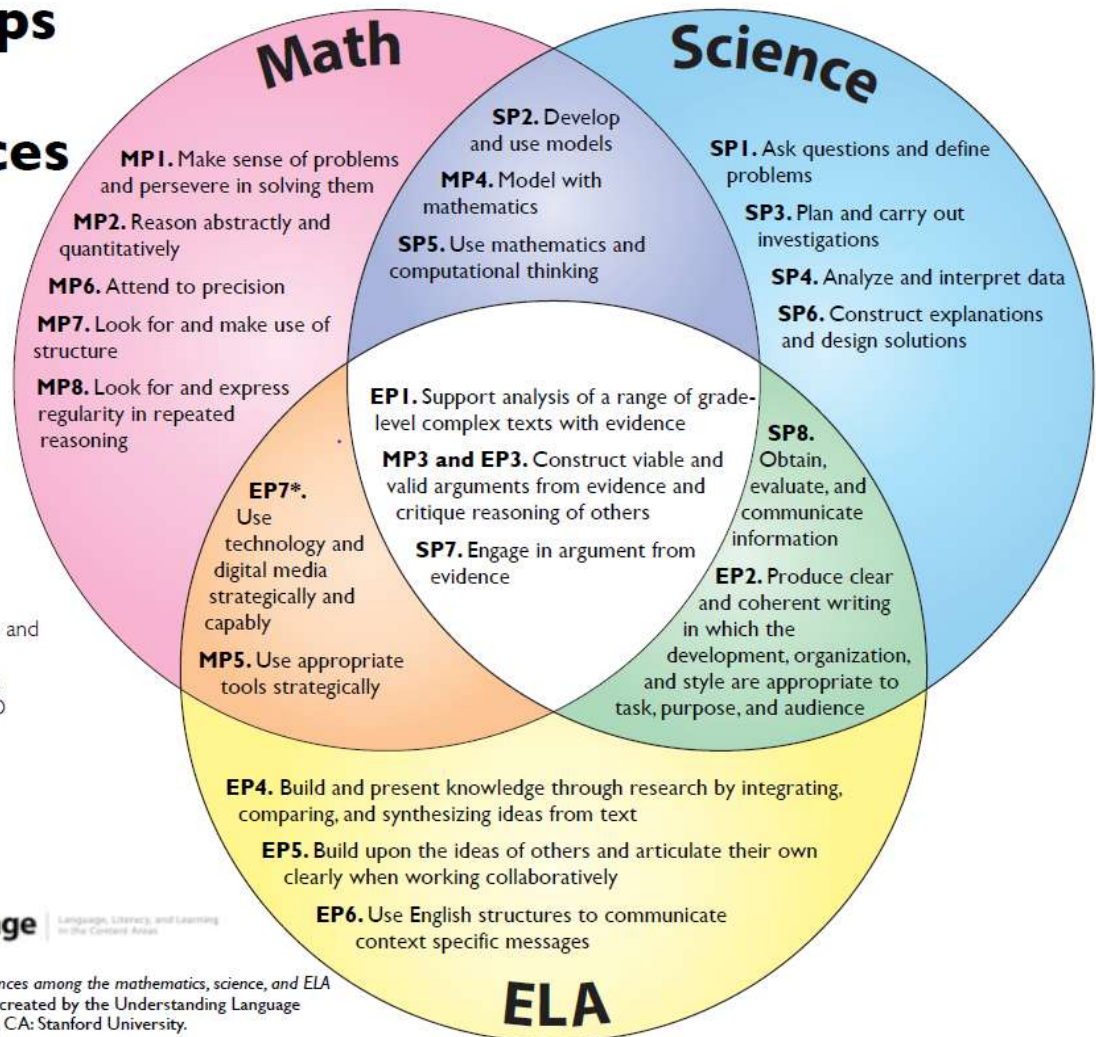 ps
ces
Math
MP1. Make sense of problems
and persevere in solving them
MP2. Reason abstractly and
quantitatively
MP6. Attend to precision
MP7. Look for and make use of
structure
MP8. Look for and express
regularity in repeated
reasoning
SP2. Develop
and use models
MP4. Model with
mathematics
SP5. Use mathematics and
computational thinking
Science
SP1. Ask questions and define
problems
SP3. Plan and carry out
investigations
SP4. Analyze and interpret data
SP6. Construct explanations
and design solutions
EP1. Support analysis of a range of grade-
level complex texts with evidence
MP3 and EP3. Construct viable and
valid arguments from evidence and
critique reasoning of others
SP7. Engage in argument from
evidence
EP7*.
Use
technology and
digital media
strategically and
capably
MP5. Use appropriate
tools strategically
SP8.
Obtain,
evaluate, and
communicate
information
EP2. Produce clear
and coherent writing
in which the
development, organization,
and style are appropriate to
task, purpose, and audience
EP4. Build and present knowledge through research by integrating,
comparing, and synthesizing ideas from text
EP5. Build upon the ideas of others and articulate their own
clearly when working collaboratively
EP6. Use English structures to communicate
context specific messages
ELA
and
ge
Language, Literacy, and Learning
in the Content Areas
nces among the mathematics, science, and ELA
created by the Understanding Language
CA: Stanford University.